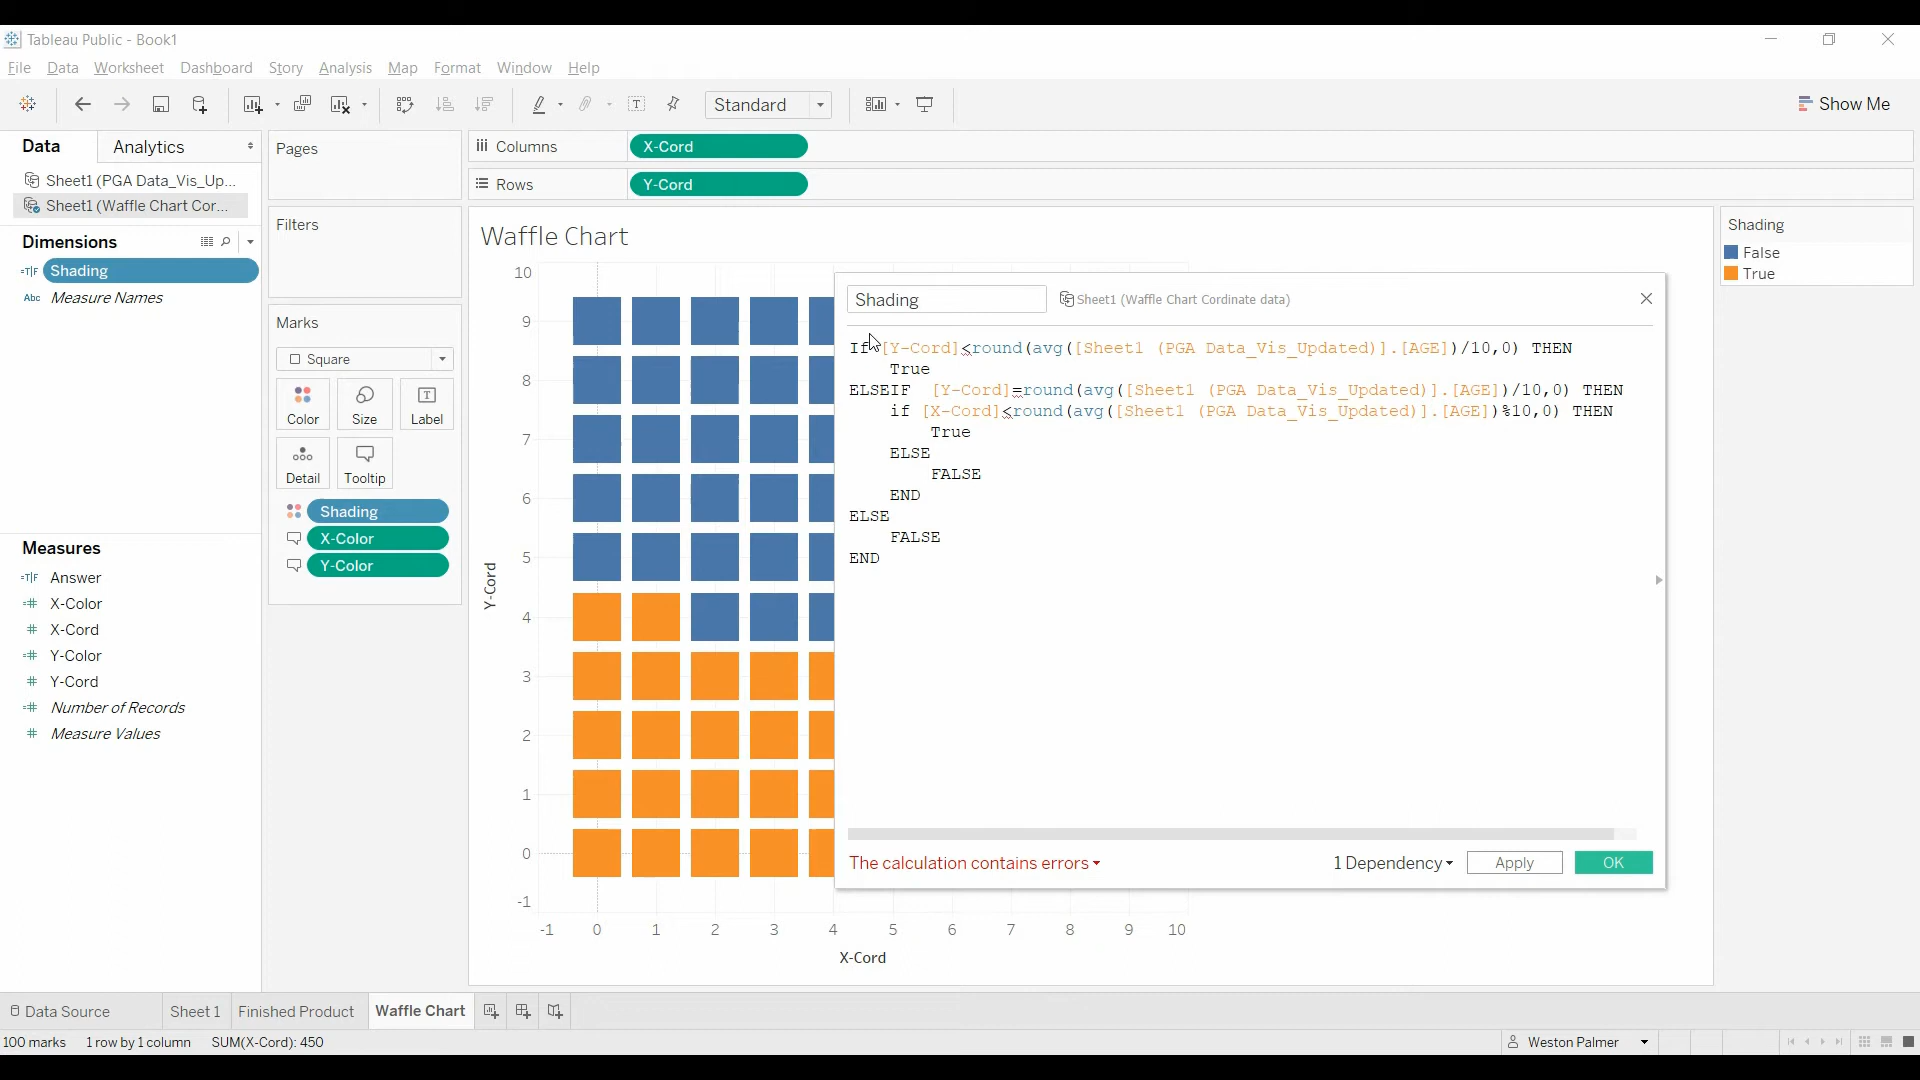 Tableau Public - Book1
File Data Worksheet Dashboard Story Analysis Map Format Window Help
Standard
Show Me
Data
Analytics
Sheet1 (PGA Data_Vis_Up...
Sheet1 (Waffle Chart Cor...
Dimensions
=T|F Shading
Abc Measure Names
Measures
=T|F Answer
X-Color
X-Cord
Y-Color
Y-Cord
Number of Records
Measure Values
Pages
Filters
Marks
Square
Color Size Label
Detail Tooltip
Shading
X-Color
Y-Color
Columns X-Cord
Rows Y-Cord
Waffle Chart
10
9
8
7
6
5
4
3
2
1
0
-1
Y-Cord
-1 0 1 2 3 4 5 6 7 8 9 10
X-Cord
Shading
Sheet1 (Waffle Chart Cordinate data)
If [Y-Cord]<round(avg([Sheet1 (PGA Data_Vis_Updated)].[AGE])/10,0) THEN
True
ELSEIF [Y-Cord]=round(avg([Sheet1 (PGA Data_Vis_Updated)].[AGE])/10,0) THEN
if [X-Cord]<round(avg([Sheet1 (PGA Data_Vis_Updated)].[AGE])%10,0) THEN
True
ELSE
FALSE
END
ELSE
FALSE
END
The calculation contains errors
1 Dependency
Apply
OK
Shading
False
True
Data Source
Sheet 1
Finished Product
Waffle Chart
100 marks
1 row by 1 column
SUM(X-Cord): 450
Weston Palmer